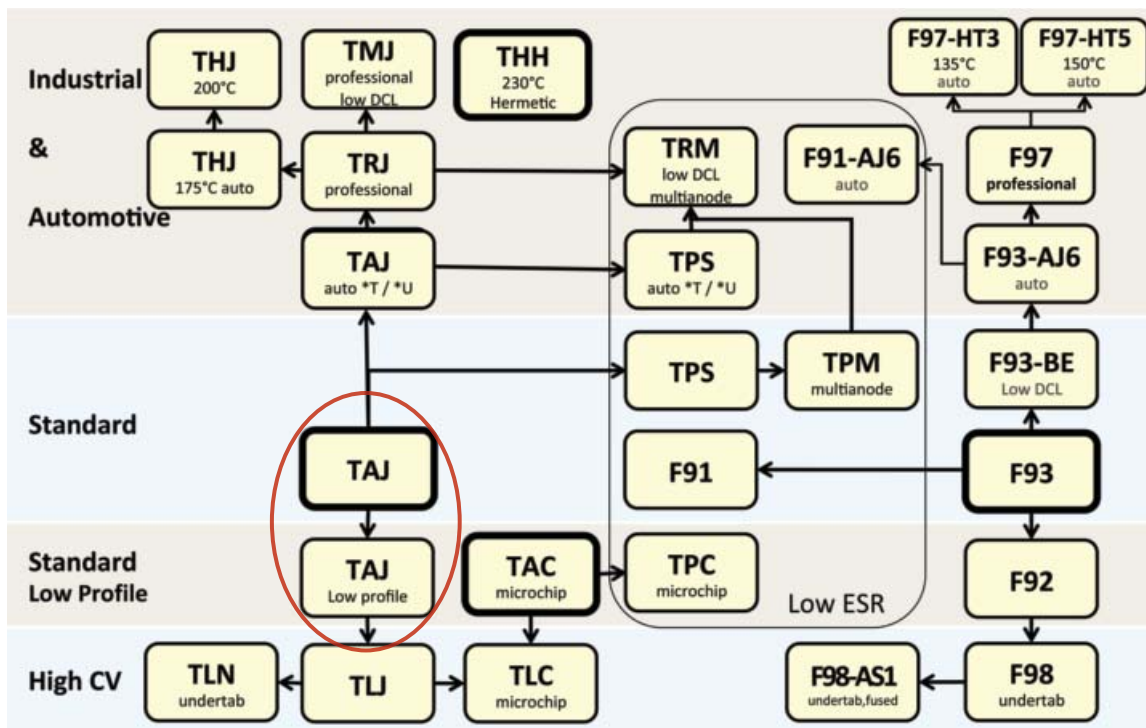 Industrial
&
Automotive
THJ
200°C
TMJ
professional
low DCL
THH
230°C
Hermetic
F97-HT3
135°C
auto
F97-HT5
150°C
auto
THJ
175°C auto
TRJ
professional
TRM
low DCL
multianode
F91-AJ6
auto
F97
professional
TAJ
auto *T / *U
TPS
auto *T / *U
F93-AJ6
auto
Standard
TPS
TPM
multianode
F93-BE
Low DCL
TAJ
F91
F93
Standard
Low Profile
TAJ
Low profile
TAC
microchip
TPC
microchip
Low ESR
F92
High CV
TLN
undertab
TLJ
TLC
microchip
F98-AS1
undertab,fused
F98
undertab